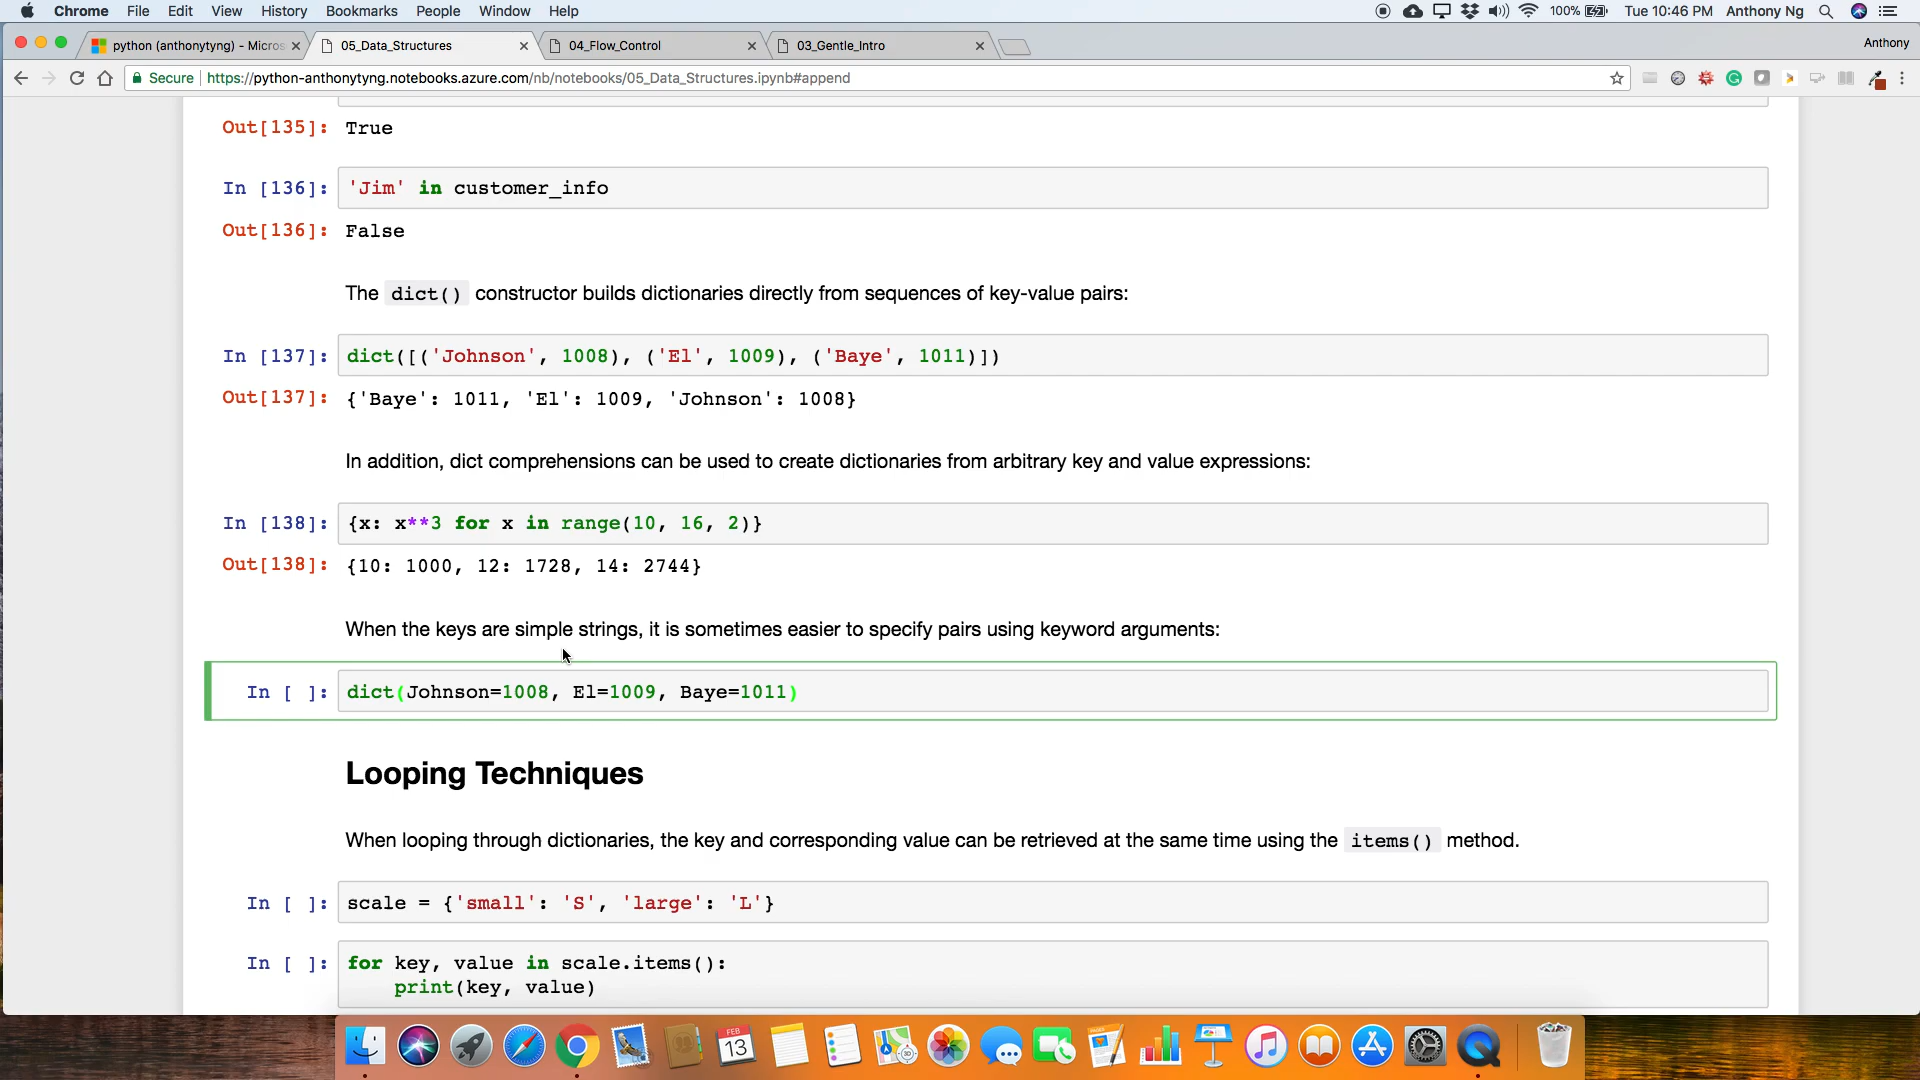 Chrome File Edit View History Bookmarks People Window Help 100% Tue 10:46 PM Anthony Ng
python (anthonytyng) - Micros 05_Data_Structures 04_Flow_Control 03_Gentle_Intro Anthony
Secure https://python-anthonytyng.notebooks.azure.com/nb/notebooks/05_Data_Structures.ipynb#append
Out[135]: True
In [136]: 'Jim' in customer_info
Out[136]: False
The dict() constructor builds dictionaries directly from sequences of key-value pairs:
In [137]: dict([('Johnson', 1008), ('El', 1009), ('Baye', 1011)])
Out[137]: {'Baye': 1011, 'El': 1009, 'Johnson': 1008}
In addition, dict comprehensions can be used to create dictionaries from arbitrary key and value expressions:
In [138]: {x: x**3 for x in range(10, 16, 2)}
Out[138]: {10: 1000, 12: 1728, 14: 2744}
When the keys are simple strings, it is sometimes easier to specify pairs using keyword arguments:
In [ ]: dict(Johnson=1008, El=1009, Baye=1011)
Looping Techniques
When looping through dictionaries, the key and corresponding value can be retrieved at the same time using the items() method.
In [ ]: scale = {'small': 'S', 'large': 'L'}
In [ ]: for key, value in scale.items():
print(key, value)
FEB
13
PAGES